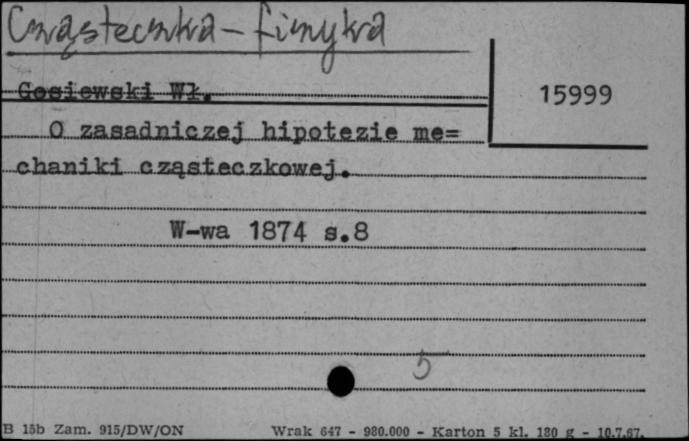 Cząsteczka - fizyka
Gosiewski Wł.
15999
O zasadniczej hipotezie me=
chaniki cząsteczkowej.
W-wa 1874 s.8
5
B 15b Zam. 915/DW/ON
Wrak 647 - 980.000 - Karton 5 kl. 180 g - 10.7.67.